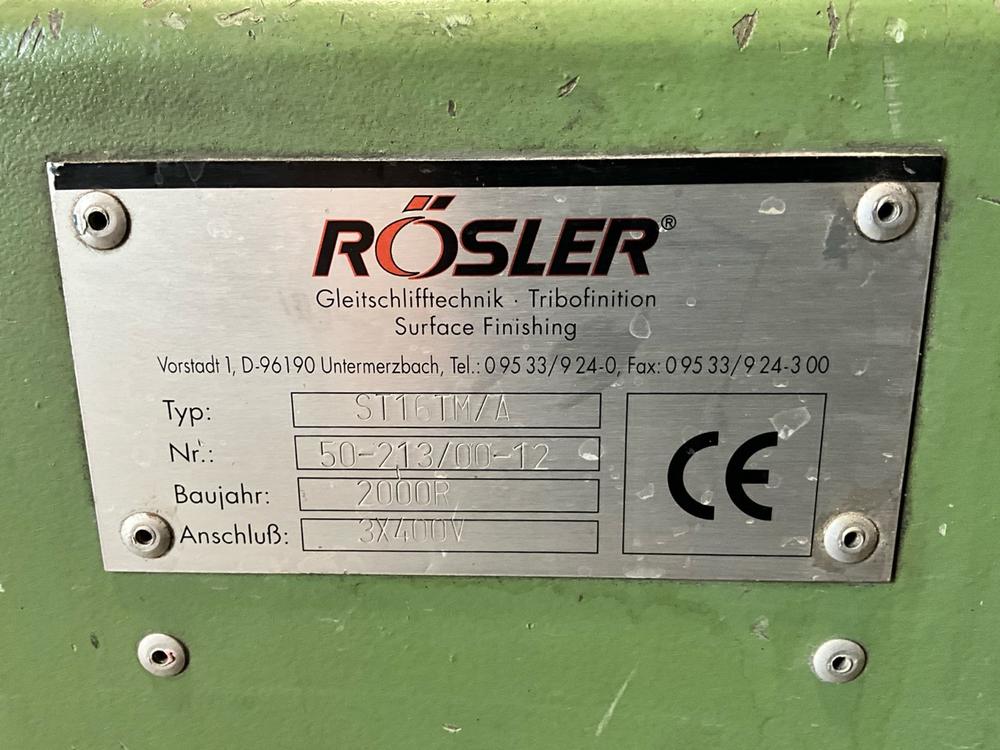 RÖSLER®
Gleitschlifftechnik · Tribofinition
Surface Finishing
Vorstadt 1, D-96190 Untermerzbach, Tel.: 0 95 33/9 24-0, Fax: 0 95 33/9 24-3 00
Typ: ST16TM/A
Nr.: 50-213/00-12
Baujahr: 2000R
Anschluß: 3X400V
CE